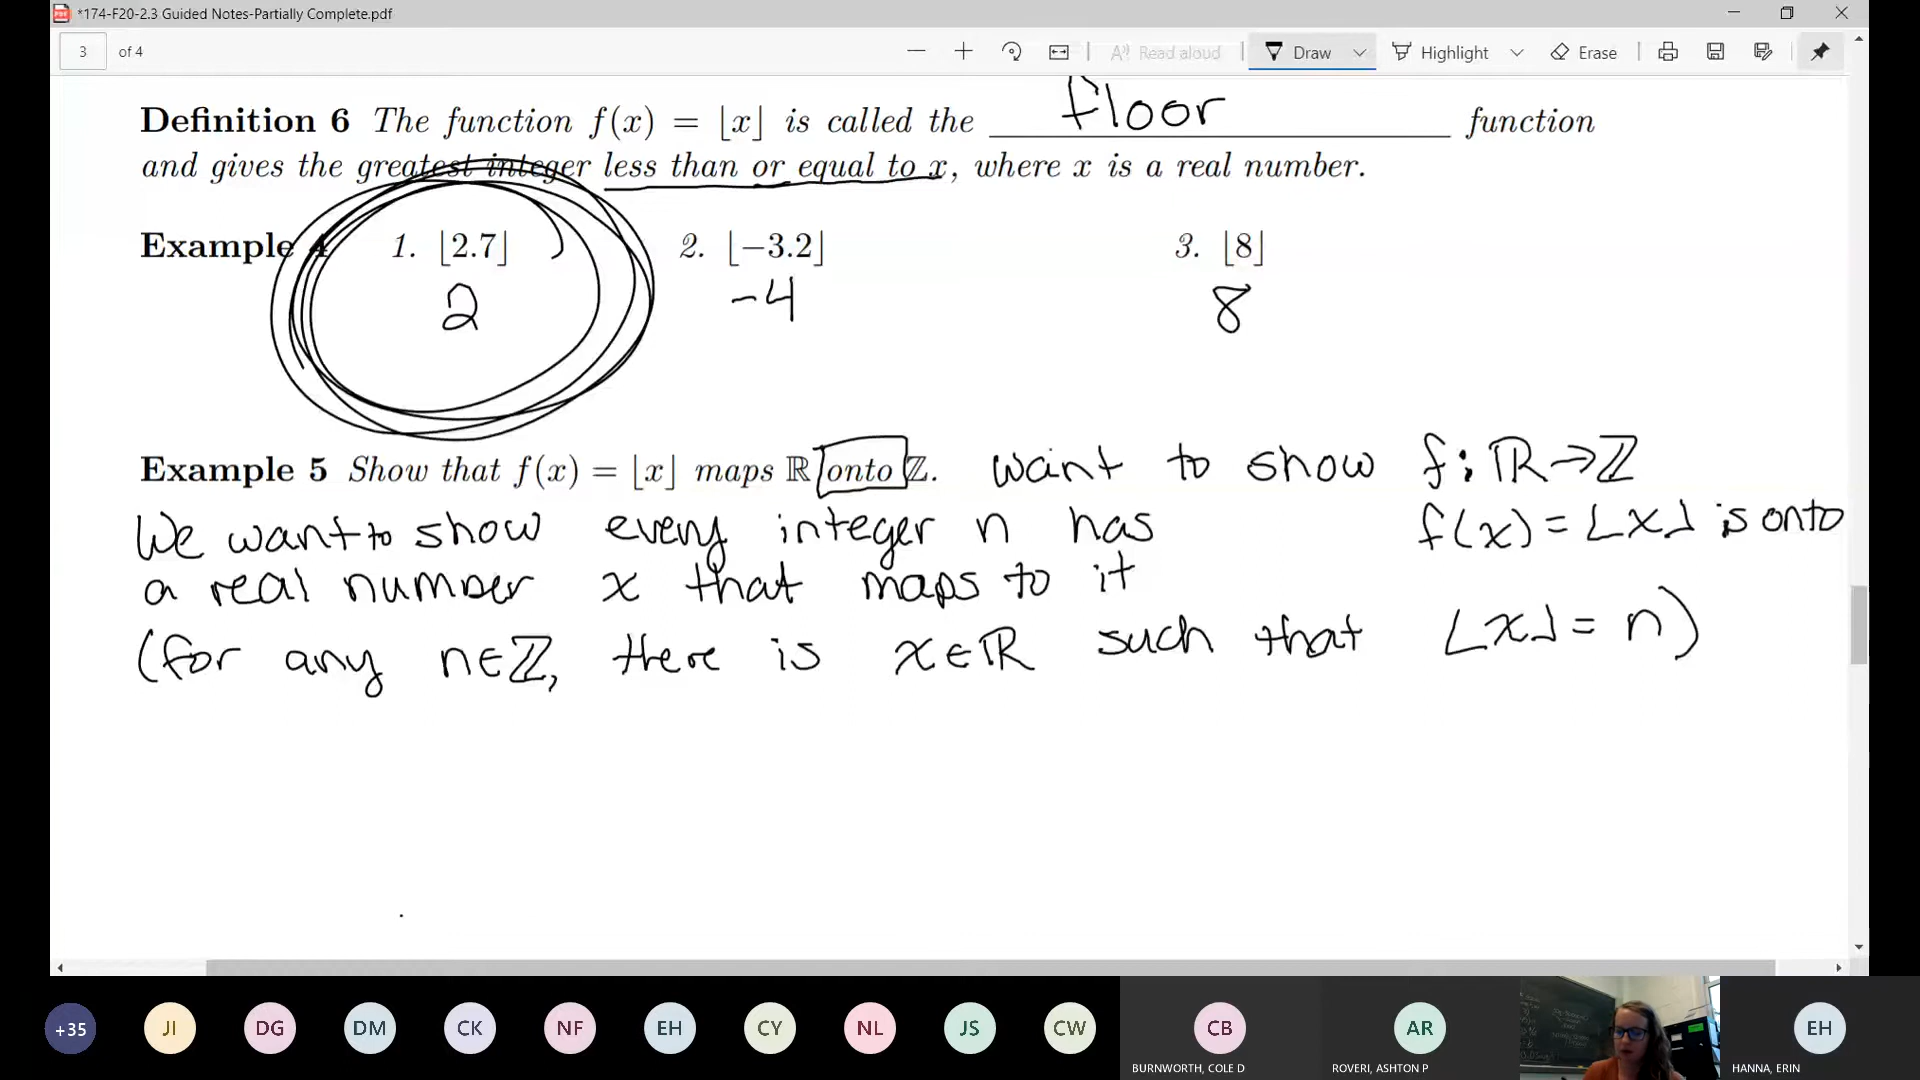 *174-F20-2.3 Guided Notes-Partially Complete.pdf
3 of 4 Read aloud Draw Highlight Erase
Definition 6 The function f(x) = ⌊x⌋ is called the floor function
and gives the greatest integer less than or equal to x, where x is a real number.
Example 4 1. ⌊2.7⌋ 2. ⌊−3.2⌋ 3. ⌊8⌋
2 -4 8
Example 5 Show that f(x) = ⌊x⌋ maps ℝ onto ℤ. want to show f: ℝ→ℤ
f(x) = ⌊x⌋ is onto
We want to show every integer n has
a real number x that maps to it
(for any n∈ℤ, there is x∈ℝ such that ⌊x⌋ = n)
+35 JI DG DM CK NF EH CY NL JS CW CB AR EH
BURNWORTH, COLE D ROVERI, ASHTON P HANNA, ERIN